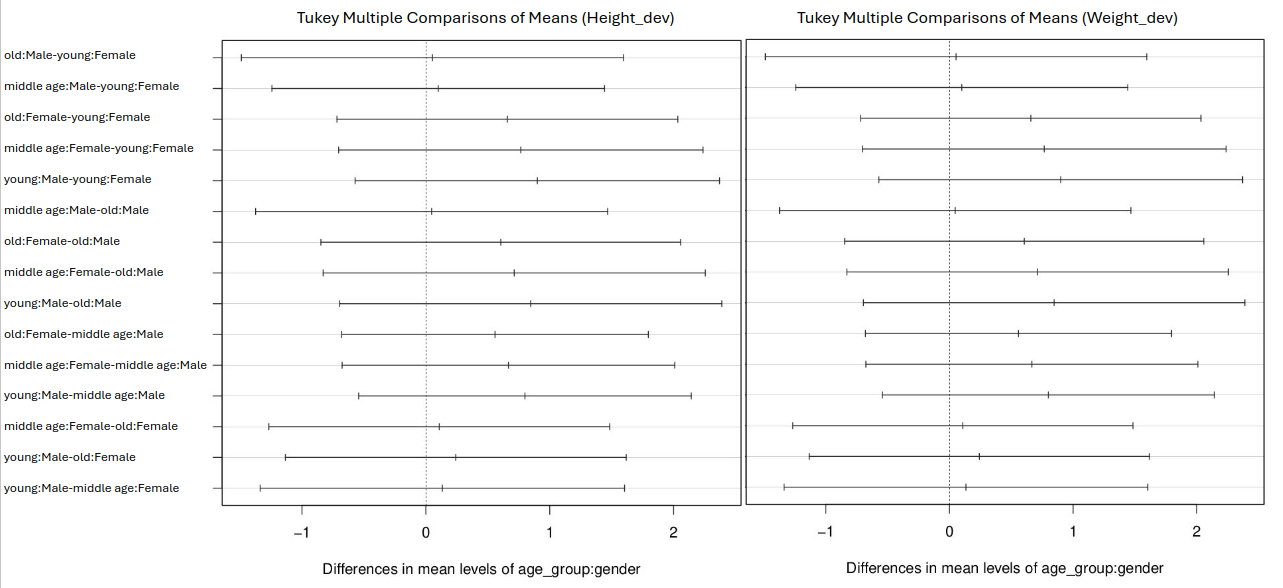 Tukey Multiple Comparisons of Means (Height_dev)
Tukey Multiple Comparisons of Means (Weight_dev)
old:Male-young:Female
middle age:Male-young:Female
old:Female-young:Female
middle age:Female-young:Female
young:Male-young:Female
middle age:Male-old:Male
old:Female-old:Male
middle age:Female-old:Male
young:Male-old:Male
old:Female-middle age:Male
middle age:Female-middle age:Male
young:Male-middle age:Male
middle age:Female-old:Female
young:Male-old:Female
young:Male-middle age:Female
−1 0 1 2
−1 0 1 2
Differences in mean levels of age_group:gender
Differences in mean levels of age_group:gender